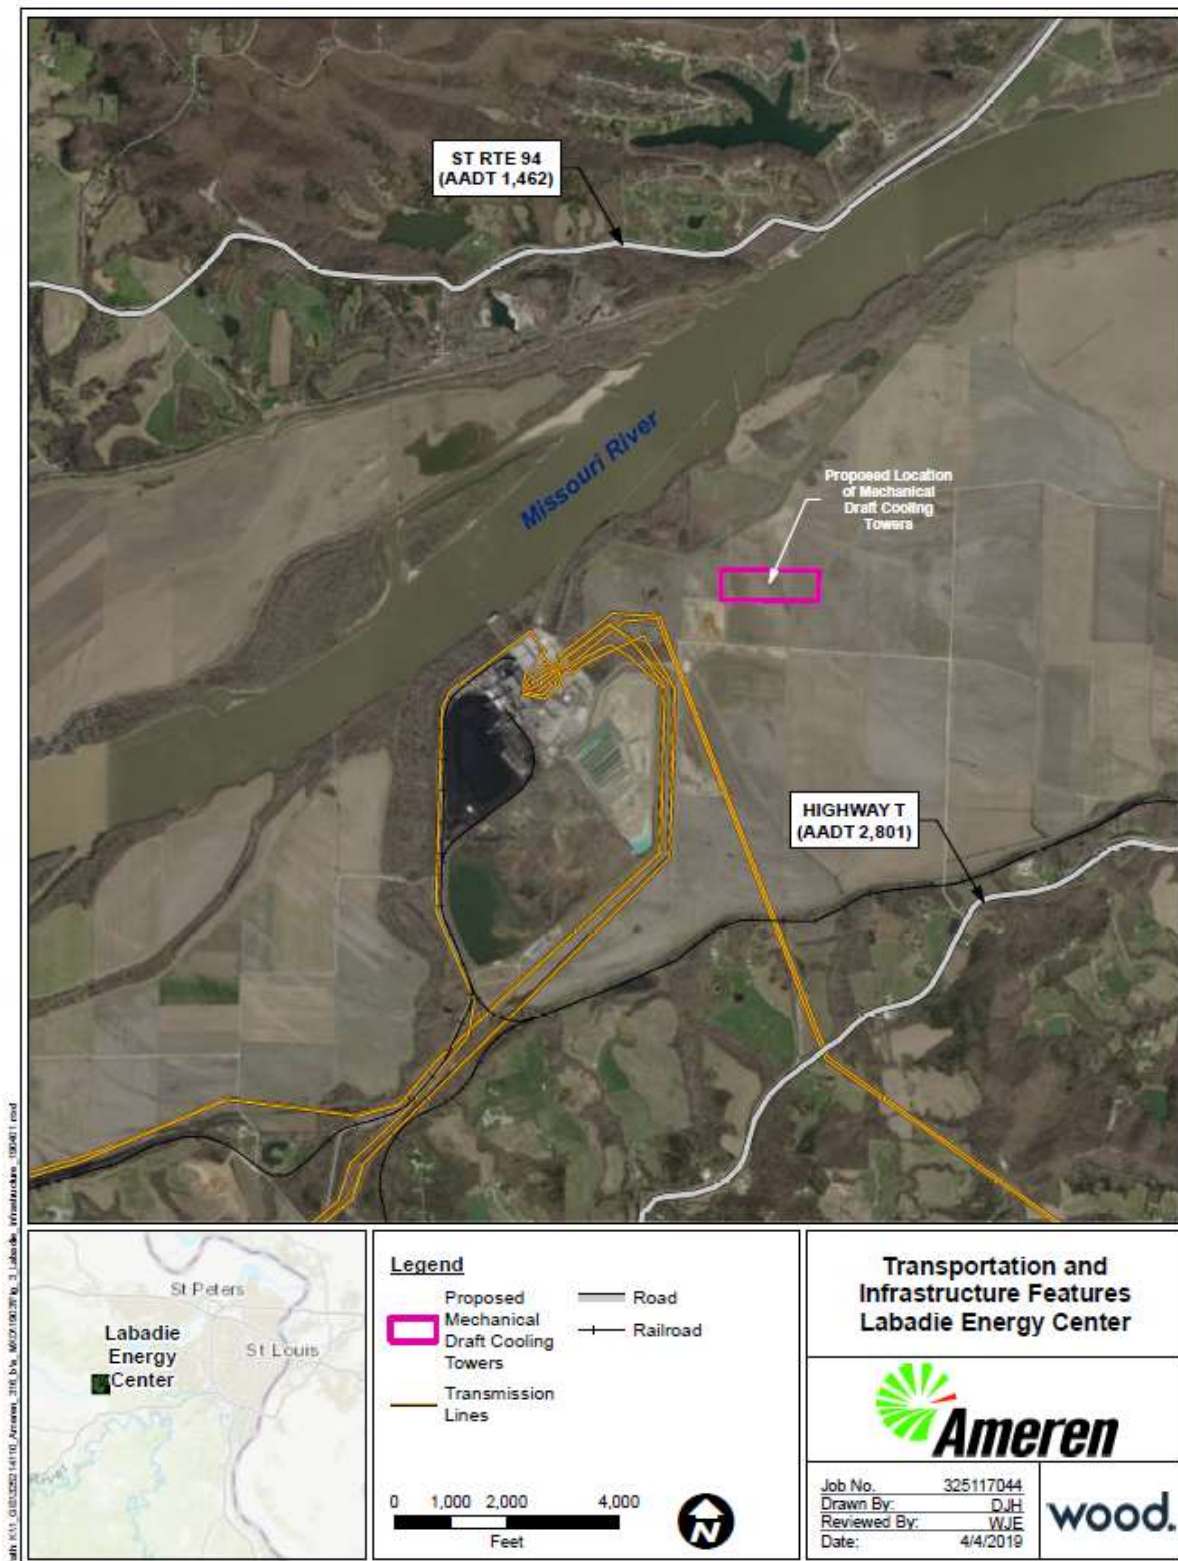 ST RTE 94
(AADT 1,462)
Missouri River
Proposed Location
of Mechanical
Draft Cooling
Towers
HIGHWAY T
(AADT 2,801)
St Peters
Labadie
Energy
Center
St Louis
River
Legend
Proposed
Mechanical
Draft Cooling
Towers
Road
Railroad
Transmission
Lines
0 1,000 2,000 4,000
Feet
N
Transportation and
Infrastructure Features
Labadie Energy Center
Ameren
Job No. 325117044
Drawn By: DJH
Reviewed By: WJE
Date: 4/4/2019
wood.